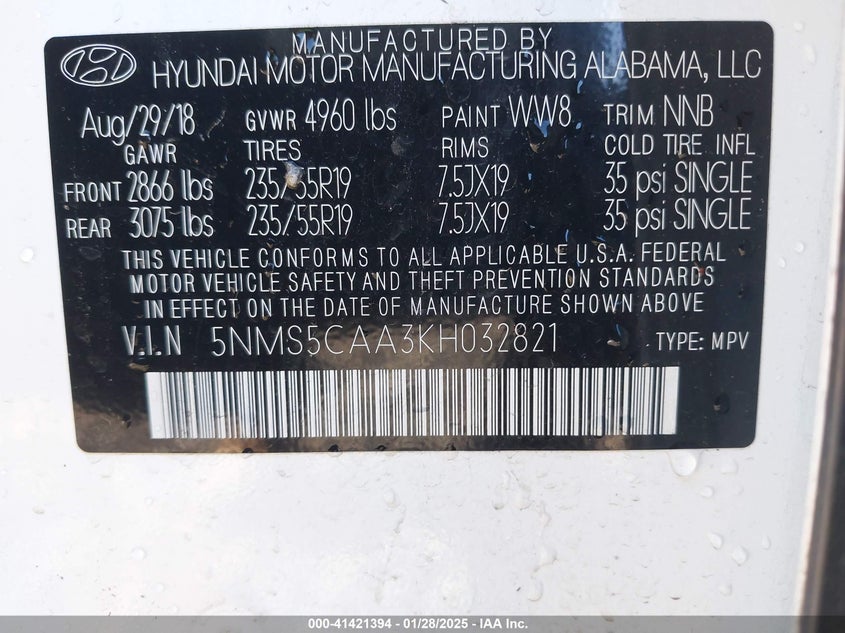 MANUFACTURED BY
HYUNDAI MOTOR MANUFACTURING ALABAMA, LLC
Aug/29/18 GVWR 4960 lbs PAINT WW8 TRIM NNB
GAWR TIRES RIMS COLD TIRE INFL
FRONT 2866 lbs 235/55R19 7.5JX19 35 psi SINGLE
REAR 3075 lbs 235/55R19 7.5JX19 35 psi SINGLE
THIS VEHICLE CONFORMS TO ALL APPLICABLE U.S.A. FEDERAL
MOTOR VEHICLE SAFETY AND THEFT PREVENTION STANDARDS
IN EFFECT ON THE DATE OF MANUFACTURE SHOWN ABOVE
V.I.N 5NMS5CAA3KH032821 TYPE: MPV
000-41421394 - 01/28/2025 - IAA Inc.